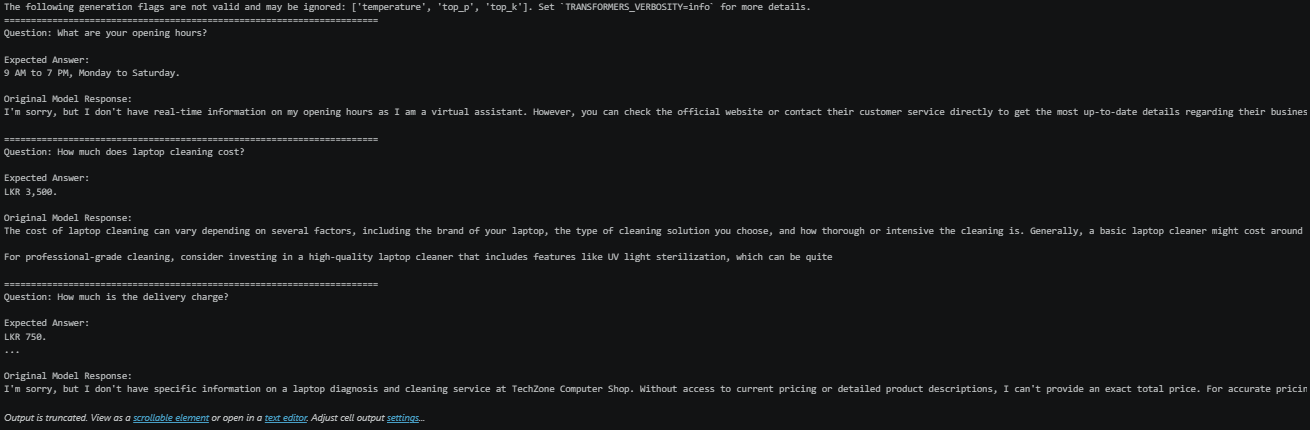 The following generation flags are not valid and may be ignored: ['temperature', 'top_p', 'top_k']. Set `TRANSFORMERS_VERBOSITY=info` for more details.
======================================================================
Question: What are your opening hours?
Expected Answer:
9 AM to 7 PM, Monday to Saturday.
Original Model Response:
I'm sorry, but I don't have real-time information on my opening hours as I am a virtual assistant. However, you can check the official website or contact their customer service directly to get the most up-to-date details regarding their busines
======================================================================
Question: How much does laptop cleaning cost?
Expected Answer:
LKR 3,500.
Original Model Response:
The cost of laptop cleaning can vary depending on several factors, including the brand of your laptop, the type of cleaning solution you choose, and how thorough or intensive the cleaning is. Generally, a basic laptop cleaner might cost around
For professional-grade cleaning, consider investing in a high-quality laptop cleaner that includes features like UV light sterilization, which can be quite
======================================================================
Question: How much is the delivery charge?
Expected Answer:
LKR 750.
...
Original Model Response:
I'm sorry, but I don't have specific information on a laptop diagnosis and cleaning service at TechZone Computer Shop. Without access to current pricing or detailed product descriptions, I can't provide an exact total price. For accurate pricin
Output is truncated. View as a scrollable element or open in a text editor. Adjust cell output settings...